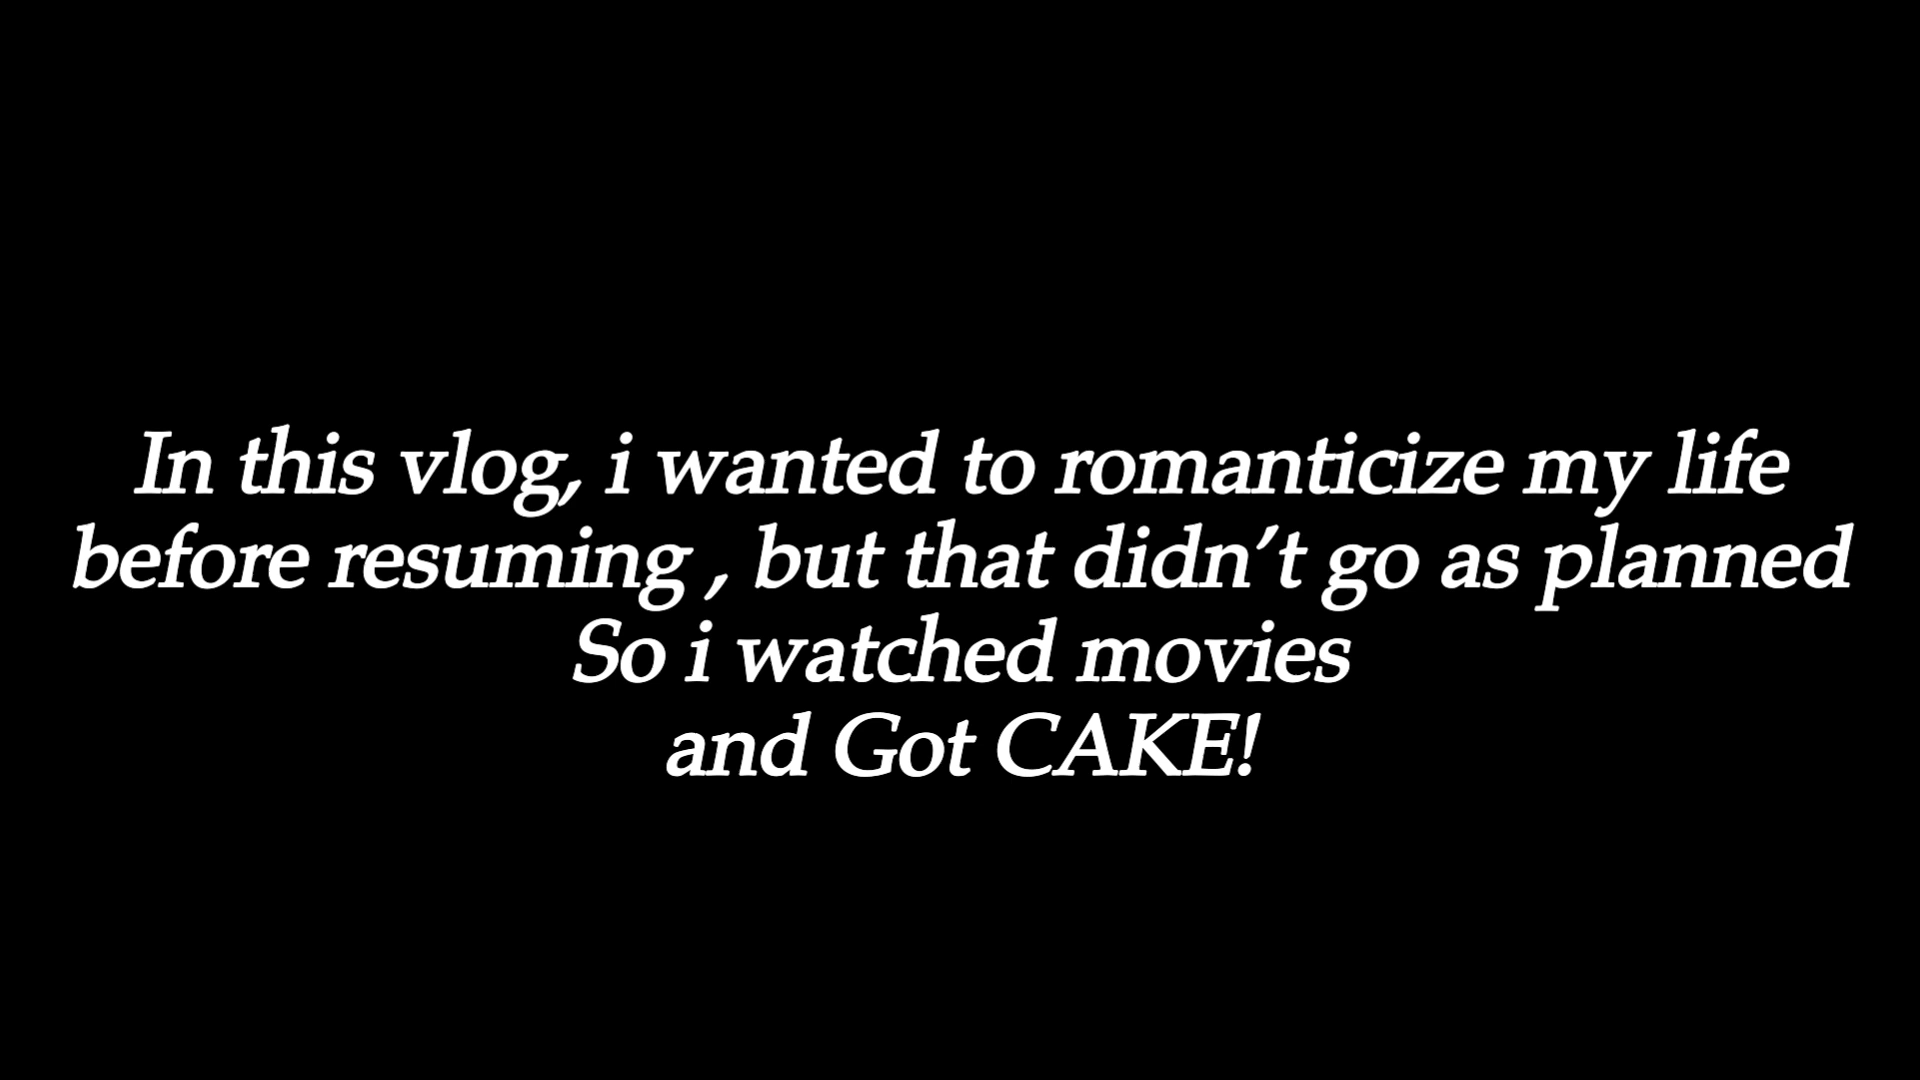 In this vlog, i wanted to romanticize my life
before resuming , but that didn’t go as planned
So i watched movies
and Got CAKE!